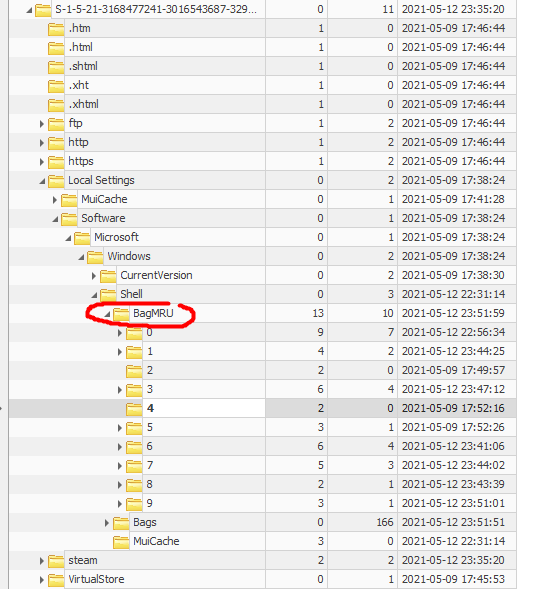 S-1-5-21-3168477241-3016543687-329... 0 11 2021-05-12 23:35:20
.htm 1 0 2021-05-09 17:46:44
.html 1 0 2021-05-09 17:46:44
.shtml 1 0 2021-05-09 17:46:44
.xht 1 0 2021-05-09 17:46:44
.xhtml 1 0 2021-05-09 17:46:44
ftp 1 2 2021-05-09 17:46:44
http 1 2 2021-05-09 17:46:44
https 1 2 2021-05-09 17:46:44
Local Settings 0 2 2021-05-09 17:38:24
MuiCache 0 1 2021-05-09 17:41:28
Software 0 1 2021-05-09 17:38:24
Microsoft 0 1 2021-05-09 17:38:24
Windows 0 2 2021-05-09 17:38:24
CurrentVersion 0 1 2021-05-09 17:38:30
Shell 0 3 2021-05-12 22:31:14
BagMRU 13 10 2021-05-12 23:51:59
0 9 7 2021-05-12 22:56:34
1 4 2 2021-05-12 23:44:25
2 2 0 2021-05-09 17:49:57
3 6 4 2021-05-12 23:47:12
4 2 0 2021-05-09 17:52:16
5 3 1 2021-05-09 17:52:26
6 6 4 2021-05-12 23:41:06
7 5 3 2021-05-12 23:44:02
8 2 1 2021-05-12 23:43:39
9 3 1 2021-05-12 23:51:01
Bags 0 166 2021-05-12 23:51:51
MuiCache 3 0 2021-05-12 22:31:14
steam 2 2 2021-05-12 23:35:20
VirtualStore 0 1 2021-05-09 17:45:53